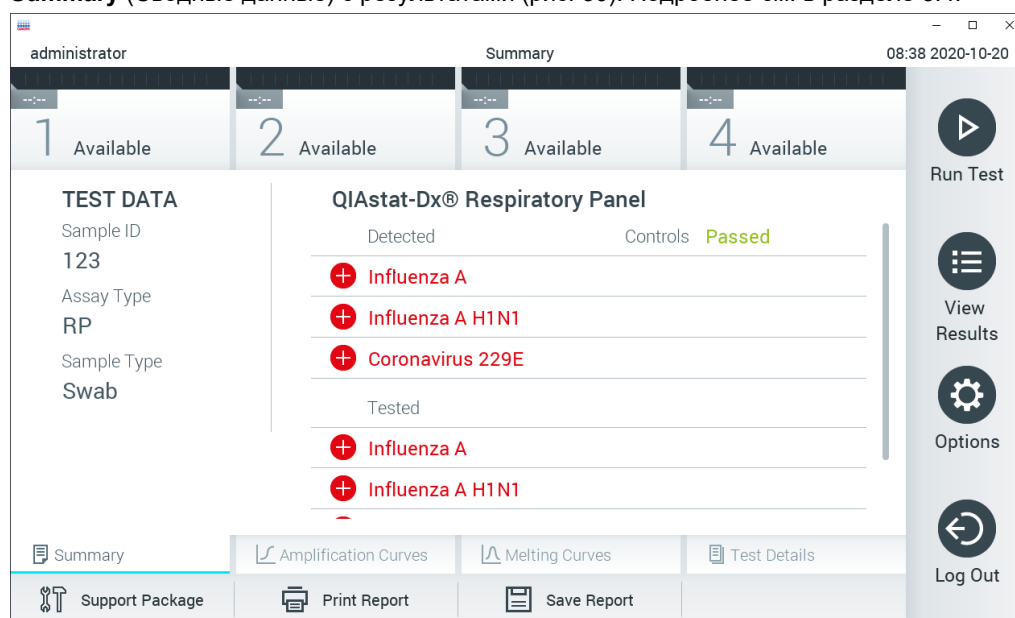 Summary (Сводные данные) с результатами (рис. 30). Подробнее см. в разделе 6.4.
administrator Summary 08:38 2020-10-20
--:-- --:-- --:-- --:--
1 Available 2 Available 3 Available 4 Available
Run Test
TEST DATA
Sample ID
123
Assay Type
RP
Sample Type
Swab
QIAstat-Dx® Respiratory Panel
Detected Controls Passed
Influenza A
Influenza A H1N1
Coronavirus 229E
Tested
Influenza A
Influenza A H1N1
View
Results
Options
Log Out
Summary Amplification Curves Melting Curves Test Details
Support Package Print Report Save Report